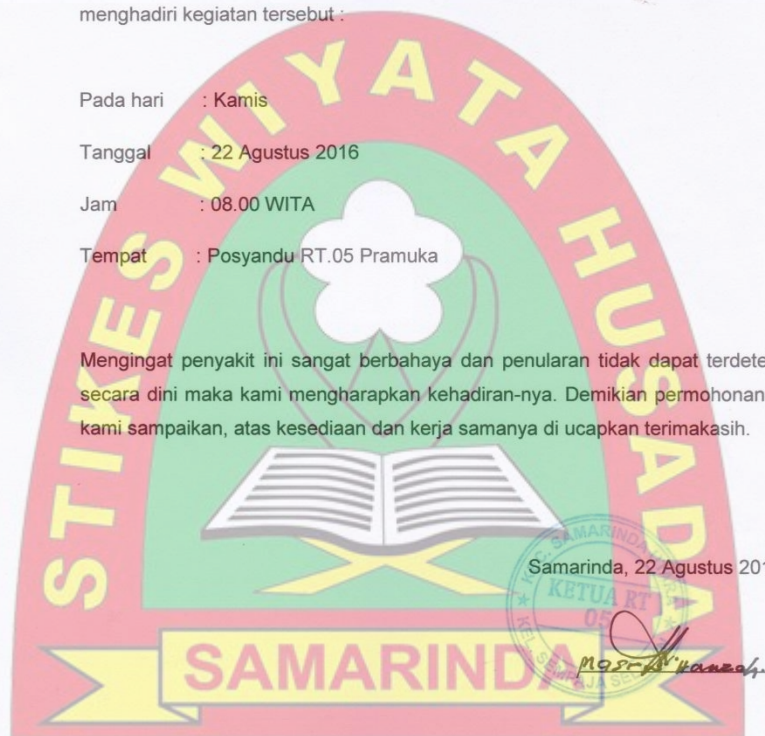 menghadiri kegiatan tersebut :
Pada hari : Kamis
Tanggal : 22 Agustus 2016
Jam : 08.00 WITA
Tempat : Posyandu RT.05 Pramuka
Mengingat penyakit ini sangat berbahaya dan penularan tidak dapat terdete
secara dini maka kami mengharapkan kehadiran-nya. Demikian permohonan
kami sampaikan, atas kesediaan dan kerja samanya di ucapkan terimakasih.
Samarinda, 22 Agustus 201
KEC. SAMARINDA
KETUA RT
05
STIKES WIYATA HUSADA
SAMARINDA